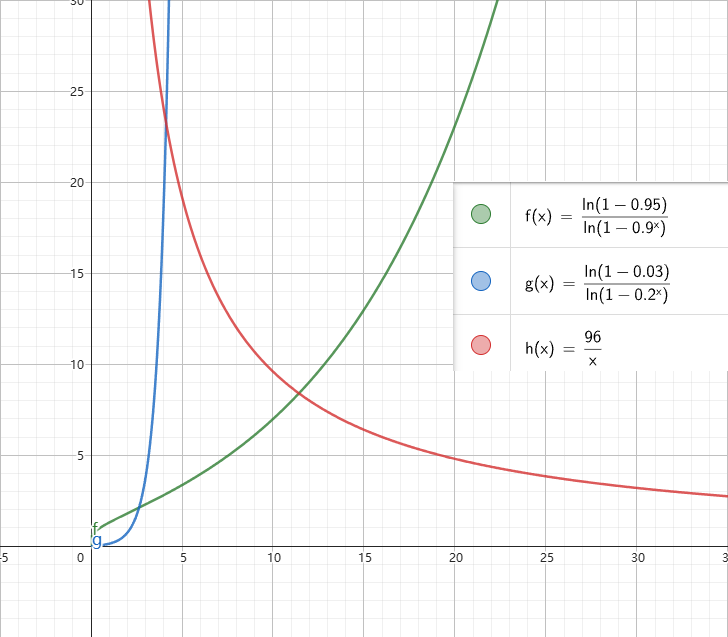 30
25
20
15
10
5
f
g
-5 0 5 10 15 20 25 30 3
f(x) = ln(1 − 0.95) / ln(1 − 0.9ˣ)
g(x) = ln(1 − 0.03) / ln(1 − 0.2ˣ)
h(x) = 96 / x